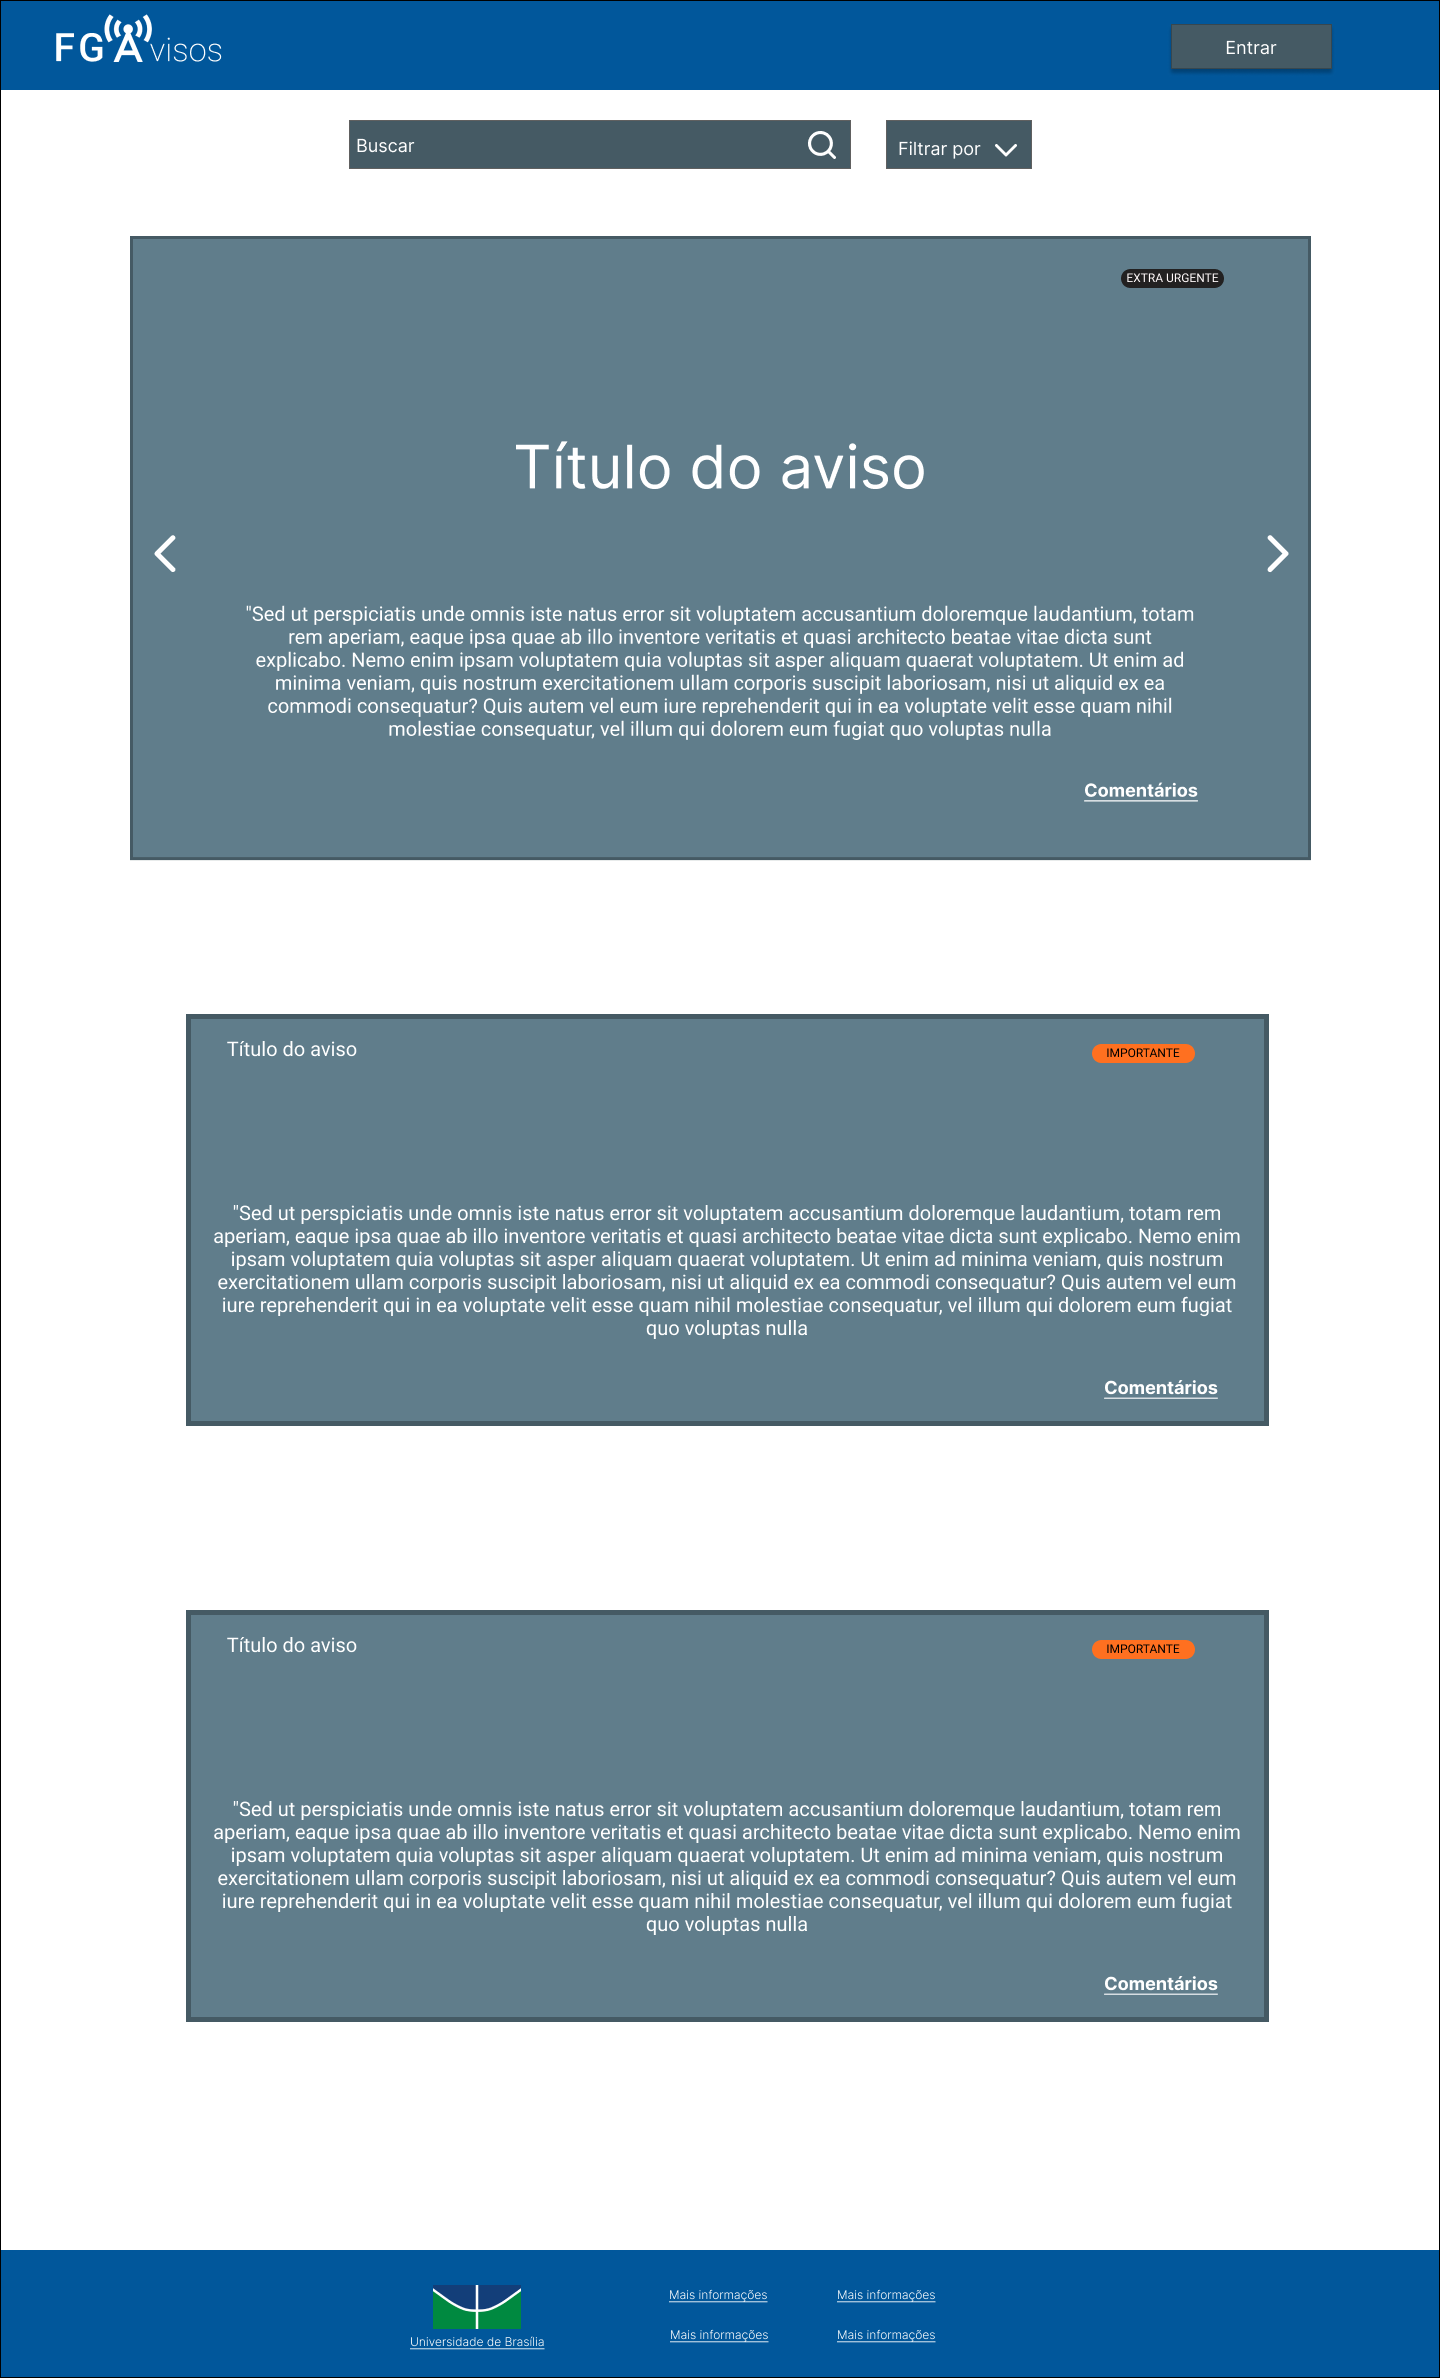 FGAvisos
Entrar
Buscar
Filtrar por
EXTRA URGENTE
Título do aviso
"Sed ut perspiciatis unde omnis iste natus error sit voluptatem accusantium doloremque laudantium, totam
rem aperiam, eaque ipsa quae ab illo inventore veritatis et quasi architecto beatae vitae dicta sunt
explicabo. Nemo enim ipsam voluptatem quia voluptas sit asper aliquam quaerat voluptatem. Ut enim ad
minima veniam, quis nostrum exercitationem ullam corporis suscipit laboriosam, nisi ut aliquid ex ea
commodi consequatur? Quis autem vel eum iure reprehenderit qui in ea voluptate velit esse quam nihil
molestiae consequatur, vel illum qui dolorem eum fugiat quo voluptas nulla
Comentários
Título do aviso
IMPORTANTE
"Sed ut perspiciatis unde omnis iste natus error sit voluptatem accusantium doloremque laudantium, totam rem
aperiam, eaque ipsa quae ab illo inventore veritatis et quasi architecto beatae vitae dicta sunt explicabo. Nemo enim
ipsam voluptatem quia voluptas sit asper aliquam quaerat voluptatem. Ut enim ad minima veniam, quis nostrum
exercitationem ullam corporis suscipit laboriosam, nisi ut aliquid ex ea commodi consequatur? Quis autem vel eum
iure reprehenderit qui in ea voluptate velit esse quam nihil molestiae consequatur, vel illum qui dolorem eum fugiat
quo voluptas nulla
Comentários
Título do aviso
IMPORTANTE
"Sed ut perspiciatis unde omnis iste natus error sit voluptatem accusantium doloremque laudantium, totam rem
aperiam, eaque ipsa quae ab illo inventore veritatis et quasi architecto beatae vitae dicta sunt explicabo. Nemo enim
ipsam voluptatem quia voluptas sit asper aliquam quaerat voluptatem. Ut enim ad minima veniam, quis nostrum
exercitationem ullam corporis suscipit laboriosam, nisi ut aliquid ex ea commodi consequatur? Quis autem vel eum
iure reprehenderit qui in ea voluptate velit esse quam nihil molestiae consequatur, vel illum qui dolorem eum fugiat
quo voluptas nulla
Comentários
Universidade de Brasília
Mais informações
Mais informações
Mais informações
Mais informações